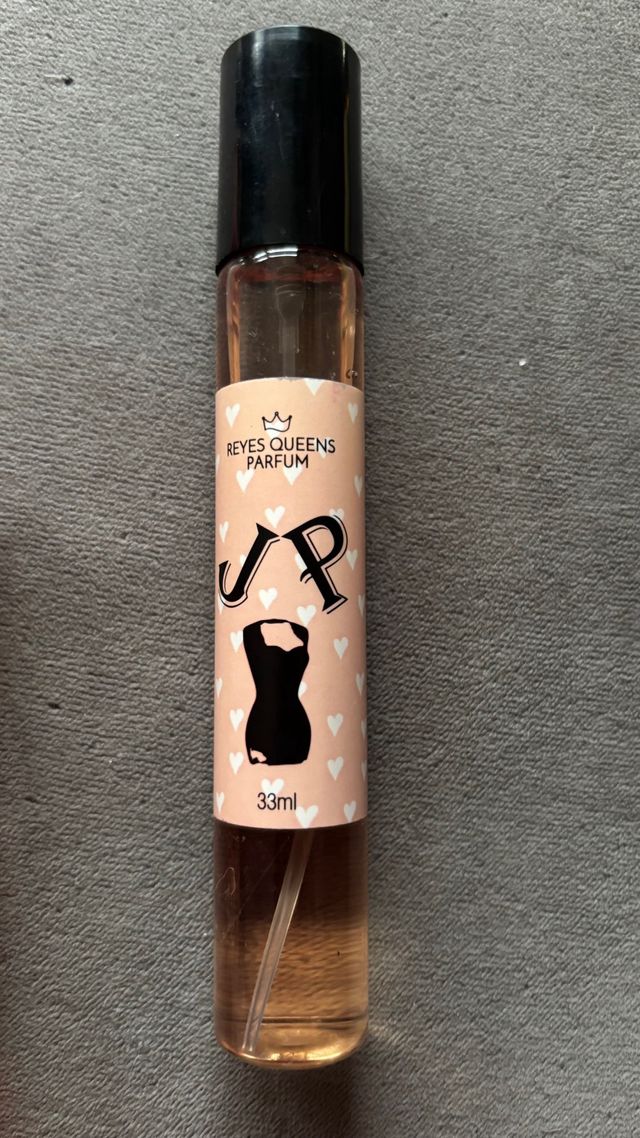 REYES QUEENS
PARFUM
JP
33ml